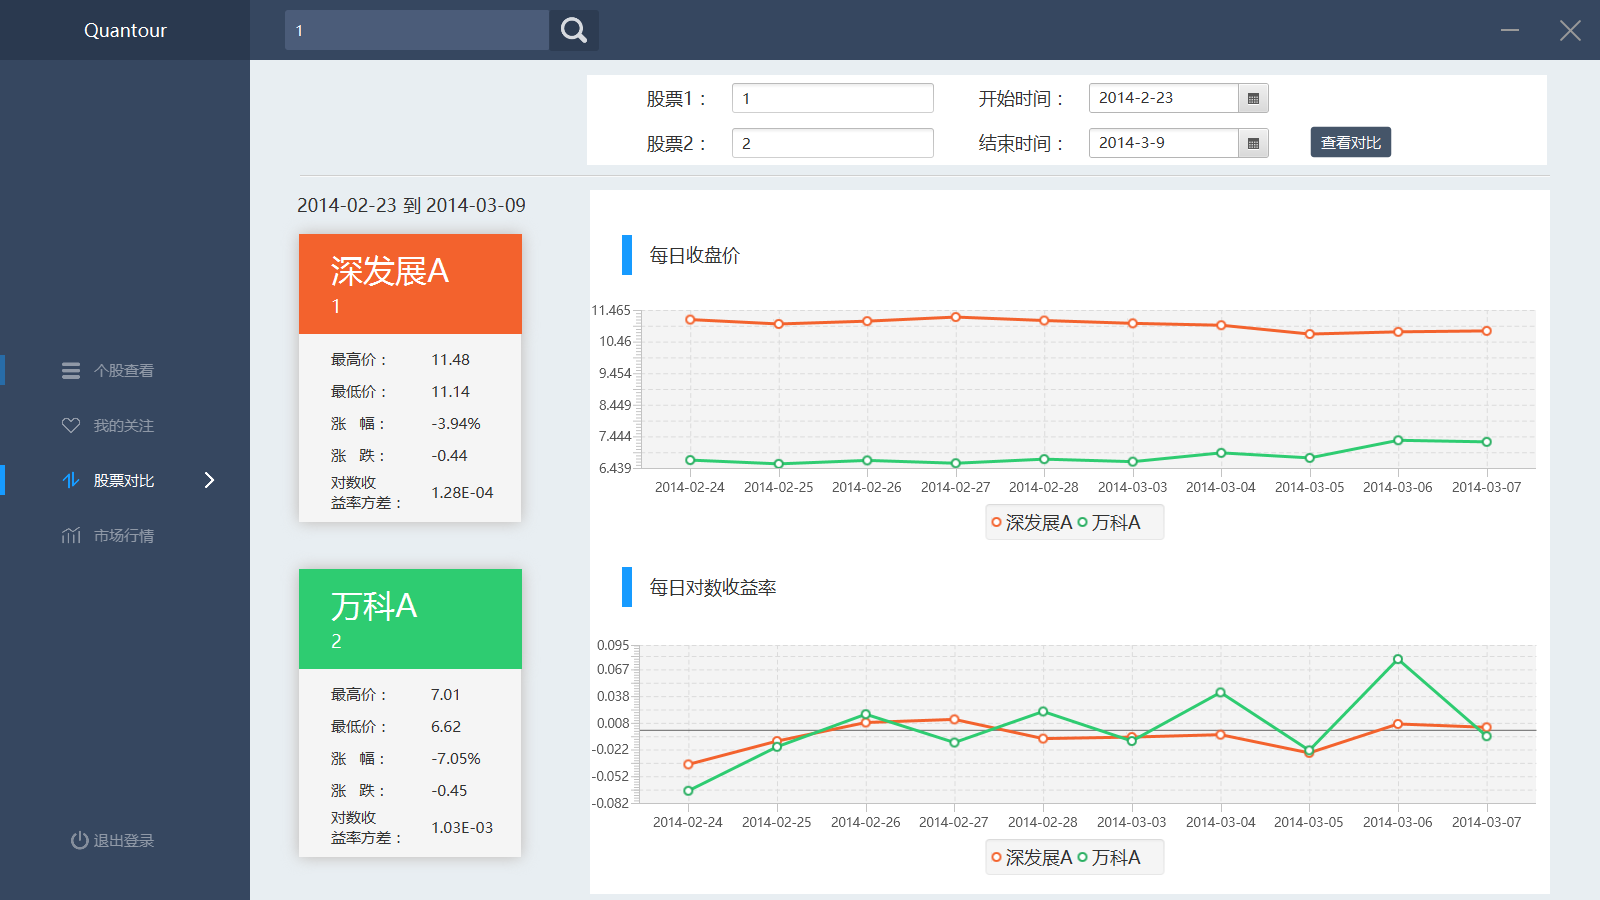 Quantour
1
股票1：
1
开始时间：
2014-2-23
股票2：
2
结束时间：
2014-3-9
查看对比
个股查看
我的关注
股票对比
市场行情
退出登录
2014-02-23 到 2014-03-09
深发展A
1
最高价： 11.48
最低价： 11.14
涨 幅： -3.94%
涨 跌： -0.44
对数收
益率方差： 1.28E-04
万科A
2
最高价： 7.01
最低价： 6.62
涨 幅： -7.05%
涨 跌： -0.45
对数收
益率方差： 1.03E-03
每日收盘价
11.465
10.46
9.454
8.449
7.444
6.439
2014-02-24 2014-02-25 2014-02-26 2014-02-27 2014-02-28 2014-03-03 2014-03-04 2014-03-05 2014-03-06 2014-03-07
深发展A 万科A
每日对数收益率
0.095
0.067
0.038
0.008
-0.022
-0.052
-0.082
2014-02-24 2014-02-25 2014-02-26 2014-02-27 2014-02-28 2014-03-03 2014-03-04 2014-03-05 2014-03-06 2014-03-07
深发展A 万科A